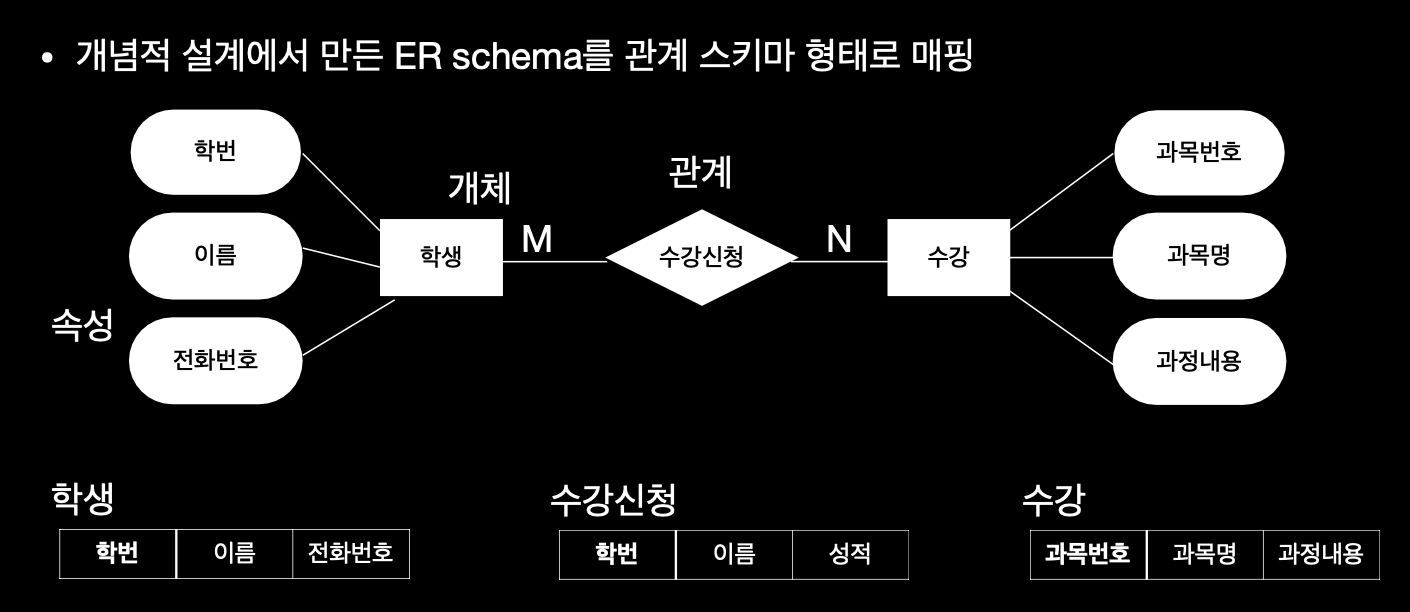 • 개념적 설계에서 만든 ER schema를 관계 스키마 형태로 매핑
학번
과목번호
개체
관계
이름
학생
M
수강신청
N
수강
과목명
속성
전화번호
과정내용
학생
수강신청
수강
학번 이름 전화번호
학번 이름 성적
과목번호 과목명 과정내용